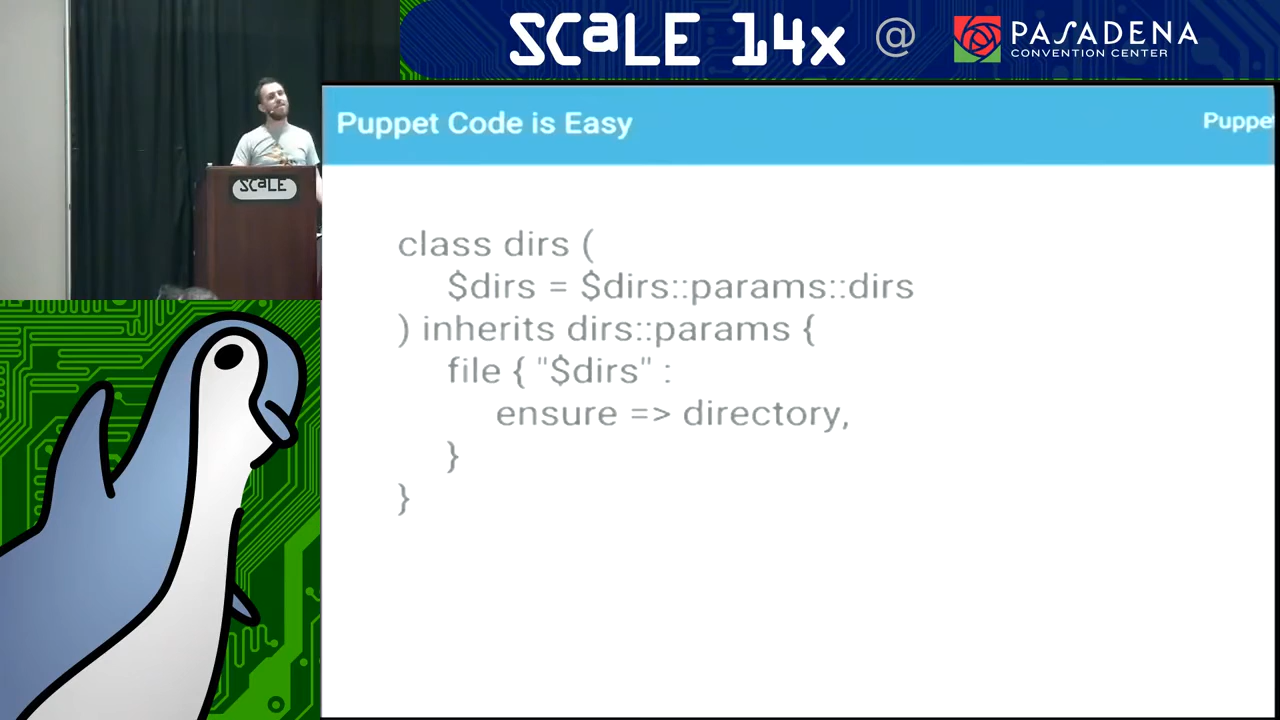 SCaLE 14x @ PASADENA
CONVENTION CENTER
SCaLE
Puppet Code is Easy
Puppet
class dirs (
$dirs = $dirs::params::dirs
) inherits dirs::params {
file { "$dirs" :
ensure => directory,
}
}